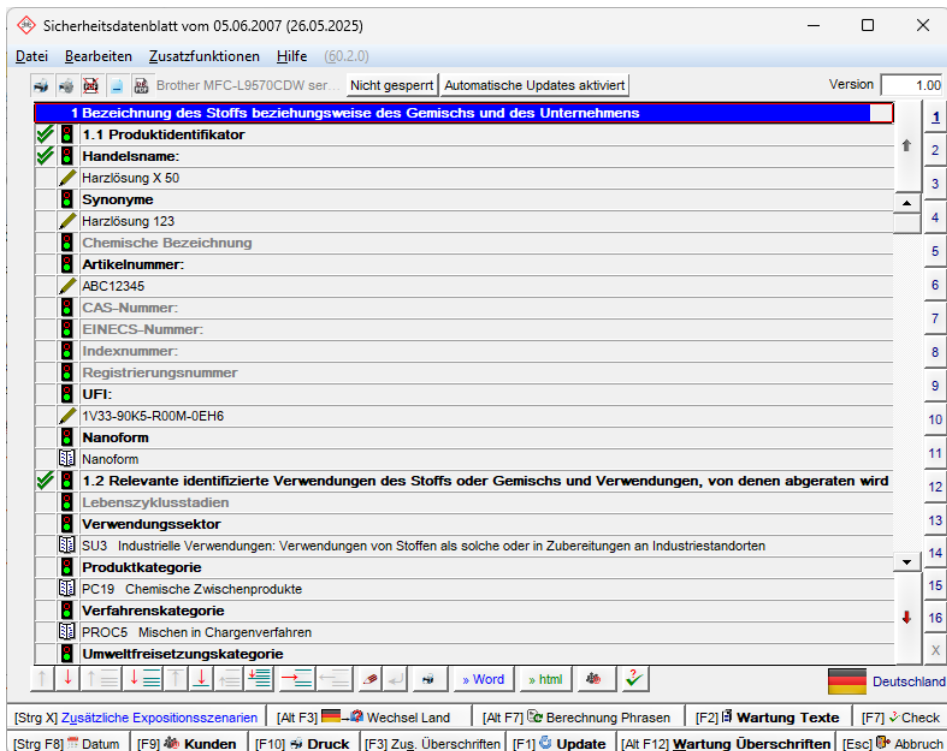 Sicherheitsdatenblatt vom 05.06.2007 (26.05.2025)
Datei Bearbeiten Zusatzfunktionen Hilfe (60.2.0)
Brother MFC-L9570CDW ser... Nicht gesperrt Automatische Updates aktiviert Version 1.00
1 Bezeichnung des Stoffs beziehungsweise des Gemischs und des Unternehmens
1.1 Produktidentifikator
Handelsname:
Harzlösung X 50
Synonyme
Harzlösung 123
Chemische Bezeichnung
Artikelnummer:
ABC12345
CAS-Nummer:
EINECS-Nummer:
Indexnummer:
Registrierungsnummer
UFI:
1V33-90K5-R00M-0EH6
Nanoform
Nanoform
1.2 Relevante identifizierte Verwendungen des Stoffs oder Gemischs und Verwendungen, von denen abgeraten wird
Lebenszyklusstadien
Verwendungssektor
SU3 Industrielle Verwendungen: Verwendungen von Stoffen als solche oder in Zubereitungen an Industriestandorten
Produktkategorie
PC19 Chemische Zwischenprodukte
Verfahrenskategorie
PROC5 Mischen in Chargenverfahren
Umweltfreisetzungskategorie
1
2
3
4
5
6
7
8
9
10
11
12
13
14
15
16
X
» Word » html Deutschland
[Strg X] Zusätzliche Expositionsszenarien [Alt F3] Wechsel Land [Alt F7] Berechnung Phrasen [F2] Wartung Texte [F7] Check
[Strg F8] Datum [F9] Kunden [F10] Druck [F3] Zus. Überschriften [F1] Update [Alt F12] Wartung Überschriften [Esc] Abbruch